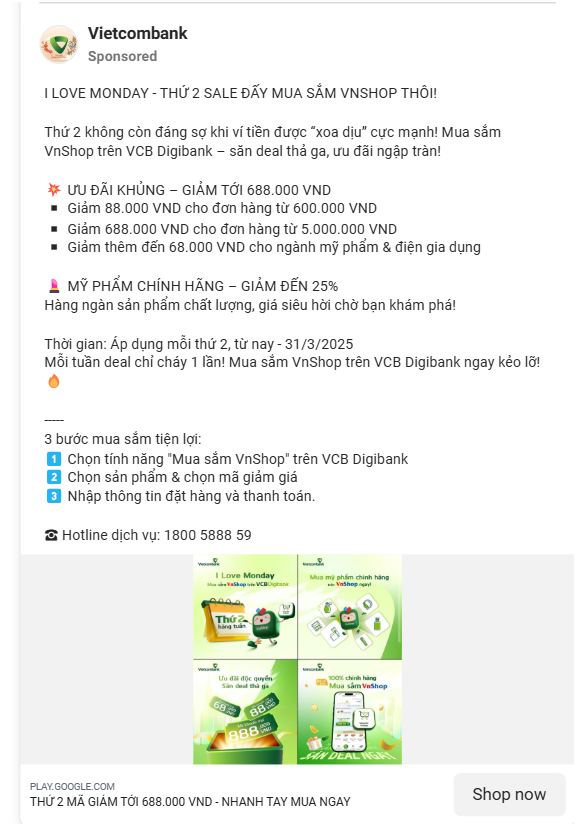 Vietcombank
Sponsored
I LOVE MONDAY - THỨ 2 SALE ĐẤY MUA SẮM VNSHOP THÔI!
Thứ 2 không còn đáng sợ khi ví tiền được “xoa dịu” cực mạnh! Mua sắm
VnShop trên VCB Digibank – săn deal thả ga, ưu đãi ngập tràn!
💥 ƯU ĐÃI KHỦNG – GIẢM TỚI 688.000 VND
▪ Giảm 88.000 VND cho đơn hàng từ 600.000 VND
▪ Giảm 688.000 VND cho đơn hàng từ 5.000.000 VND
▪ Giảm thêm đến 68.000 VND cho ngành mỹ phẩm & điện gia dụng
💄 MỸ PHẨM CHÍNH HÃNG – GIẢM ĐẾN 25%
Hàng ngàn sản phẩm chất lượng, giá siêu hời chờ bạn khám phá!
Thời gian: Áp dụng mỗi thứ 2, từ nay - 31/3/2025
Mỗi tuần deal chỉ cháy 1 lần! Mua sắm VnShop trên VCB Digibank ngay kẻo lỡ!
🔥
-----
3 bước mua sắm tiện lợi:
1️⃣ Chọn tính năng "Mua sắm VnShop" trên VCB Digibank
2️⃣ Chọn sản phẩm & chọn mã giảm giá
3️⃣ Nhập thông tin đặt hàng và thanh toán.
☎ Hotline dịch vụ: 1800 5888 59
Vietcombank
I Love Monday
Mua sắm VnShop trên VCBDigibank
Thứ 2
hàng tuần
Vietcombank
Mua mỹ phẩm chính hãng
trên VnShop ngay!
Vietcombank
Ưu đãi độc quyền
Săn deal thả ga
68.000
VND
88.000
VND
888.000
VND
Vietcombank
100% chính hãng
Mua sắm VnShop
SĂN DEAL NGAY
PLAY.GOOGLE.COM
THỨ 2 MÃ GIẢM TỚI 688.000 VND - NHANH TAY MUA NGAY
Shop now